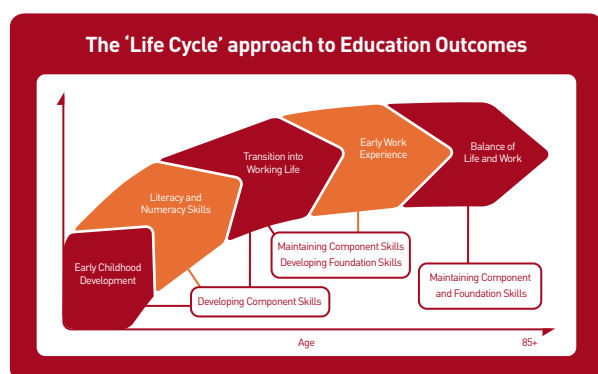 The ‘Life Cycle’ approach to Education Outcomes
Early Childhood
Development
Literacy and
Numeracy Skills
Transition into
Working Life
Early Work
Experience
Balance of
Life and Work
Developing Component Skills
Maintaining Component Skills
Developing Foundation Skills
Maintaining Component
and Foundation Skills
Age
85+